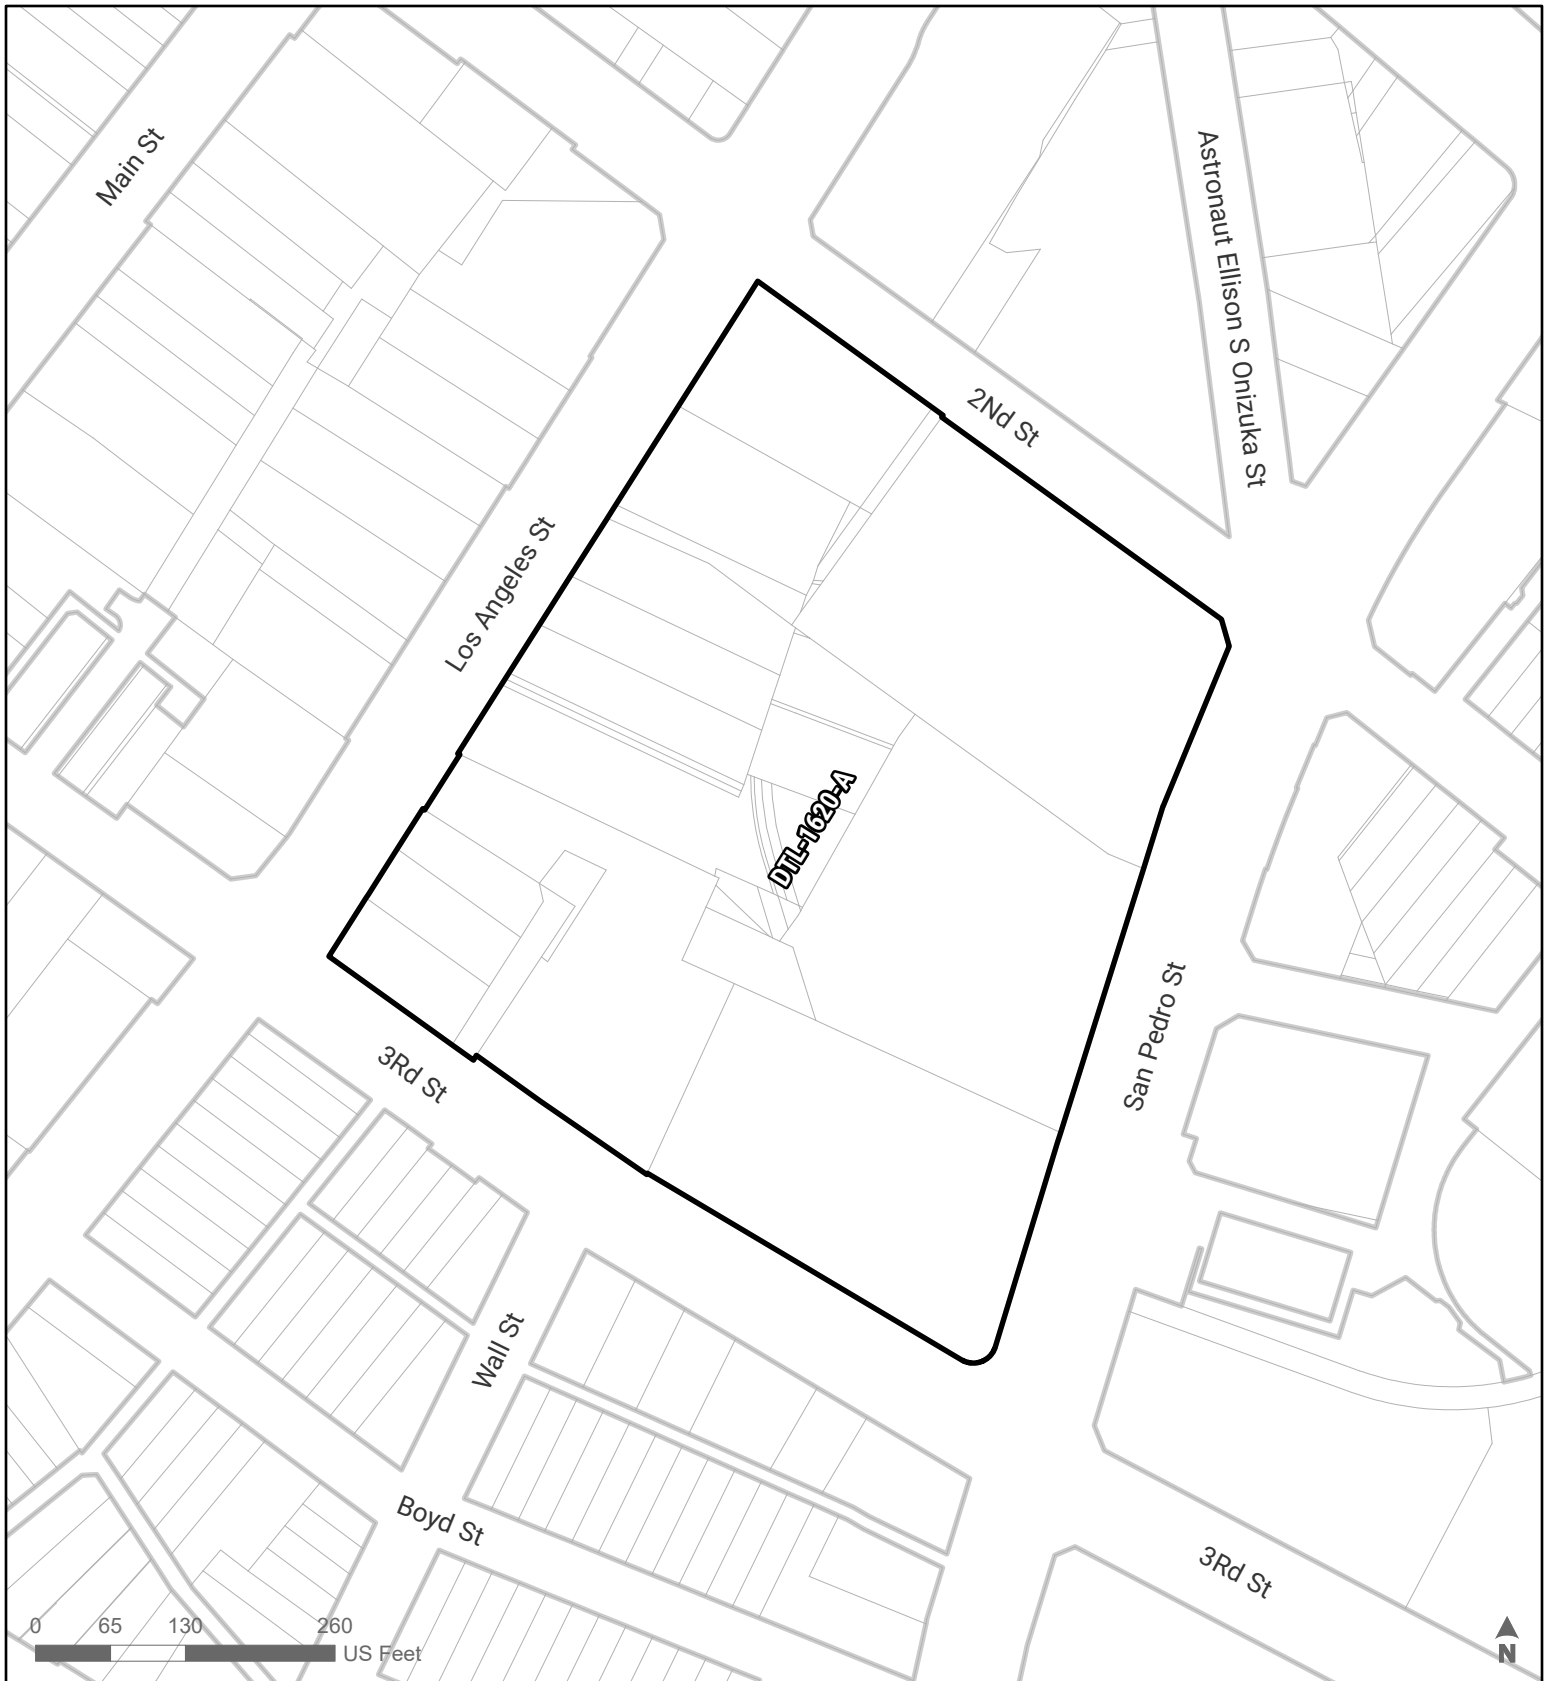 Main St
Astronaut Ellison S Onizuka St
2Nd St
Los Angeles St
DTL-1620-A
San Pedro St
3Rd St
Wall St
Boyd St
3Rd St
0 65 130 260
US Feet
N